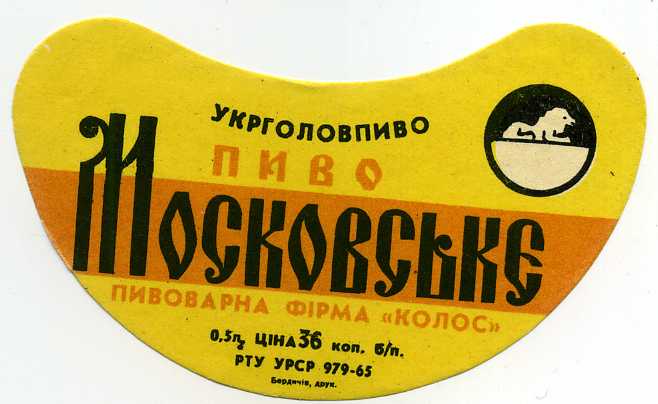 УКРГОЛОВПИВО
ПИВО
Московське
ПИВОВАРНА ФІРМА «КОЛОС»
0,5л, ЦІНА 36 коп. б/п.
РТУ УРСР 979-65
Бердичів, друк.